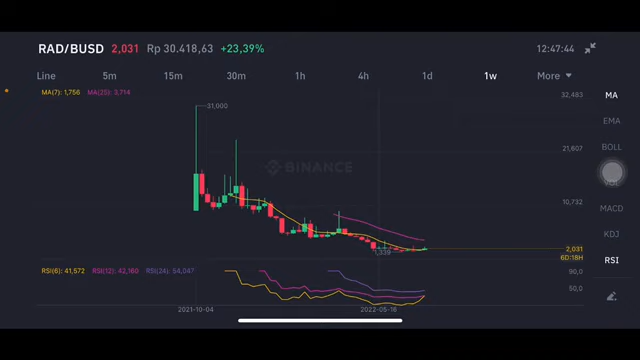 RAD/BUSD 2,031 Rp 30.418,63 +23,39% 12:47:44
Line 5m 15m 30m 1h 4h 1d 1w More
MA(7): 1,756 MA(25): 3,714
32,483
31,000
21,607
BINANCE
10,732
2,031
6D:18H
1,339
RSI(6): 41,572 RSI(12): 42,160 RSI(24): 54,047
90,0
50,0
2021-10-04 2022-05-16
MA
EMA
BOLL
MACD
KDJ
RSI